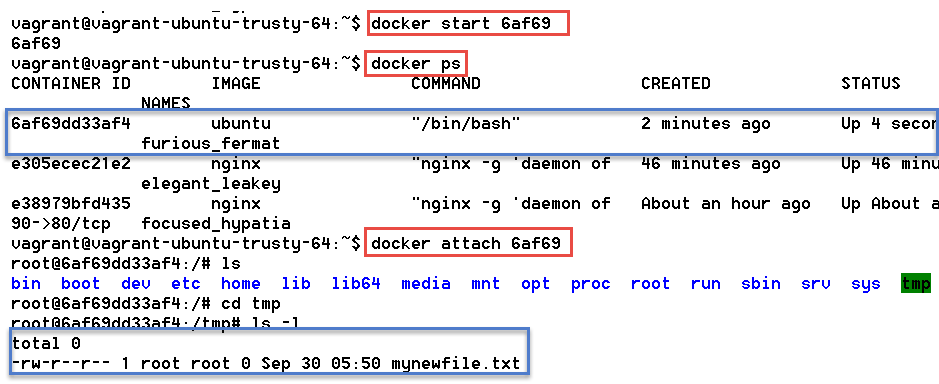 vagrant@vagrant-ubuntu-trusty-64:~$ docker start 6af69
6af69
vagrant@vagrant-ubuntu-trusty-64:~$ docker ps
CONTAINER ID IMAGE COMMAND CREATED STATUS
NAMES
6af69dd33af4 ubuntu "/bin/bash" 2 minutes ago Up 4 secon
furious_fermat
e305ecec21e2 nginx "nginx -g 'daemon of 46 minutes ago Up 46 minu
elegant_leakey
e38979bfd435 nginx "nginx -g 'daemon of About an hour ago Up About a
90->80/tcp focused_hypatia
vagrant@vagrant-ubuntu-trusty-64:~$ docker attach 6af69
root@6af69dd33af4:/# ls
bin boot dev etc home lib lib64 media mnt opt proc root run sbin srv sys tmp
root@6af69dd33af4:/# cd tmp
root@6af69dd33af4:/tmp# ls -l
total 0
-rw-r--r-- 1 root root 0 Sep 30 05:50 mynewfile.txt